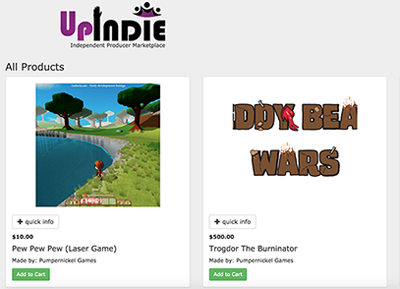 UPINDIE
Independent Producer Marketplace
All Products
DDY BEA
WARS
+ quick info
+ quick info
$10.00
$500.00
Pew Pew Pew (Laser Game)
Trogdor The Burninator
Made by: Pumpernickel Games
Made by: Pumpernickel Games
Add to Cart
Add to Cart